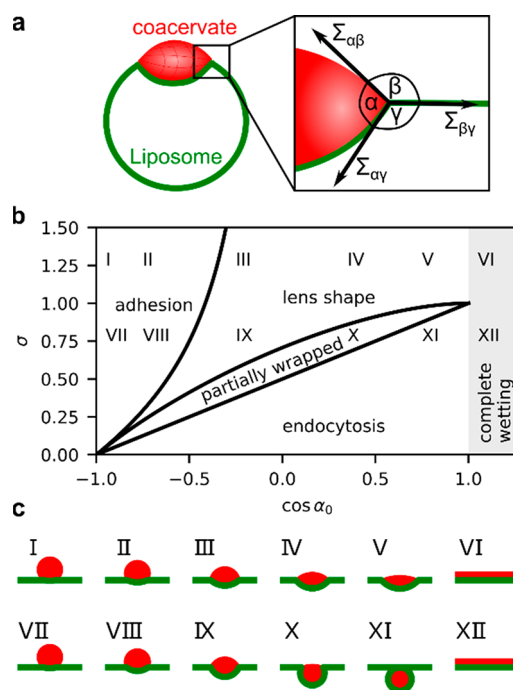 a
coacervate
Liposome
Σαβ
β
α
γ
Σβγ
Σαγ
b
1.50
1.25
1.00
0.75
0.50
0.25
0.00
σ
I II III IV V VI
adhesion lens shape
VII VIII IX X XI XII
partially wrapped
endocytosis
complete
wetting
-1.0 -0.5 0.0 0.5 1.0
cos α0
c
I II III IV V VI
VII VIII IX X XI XII